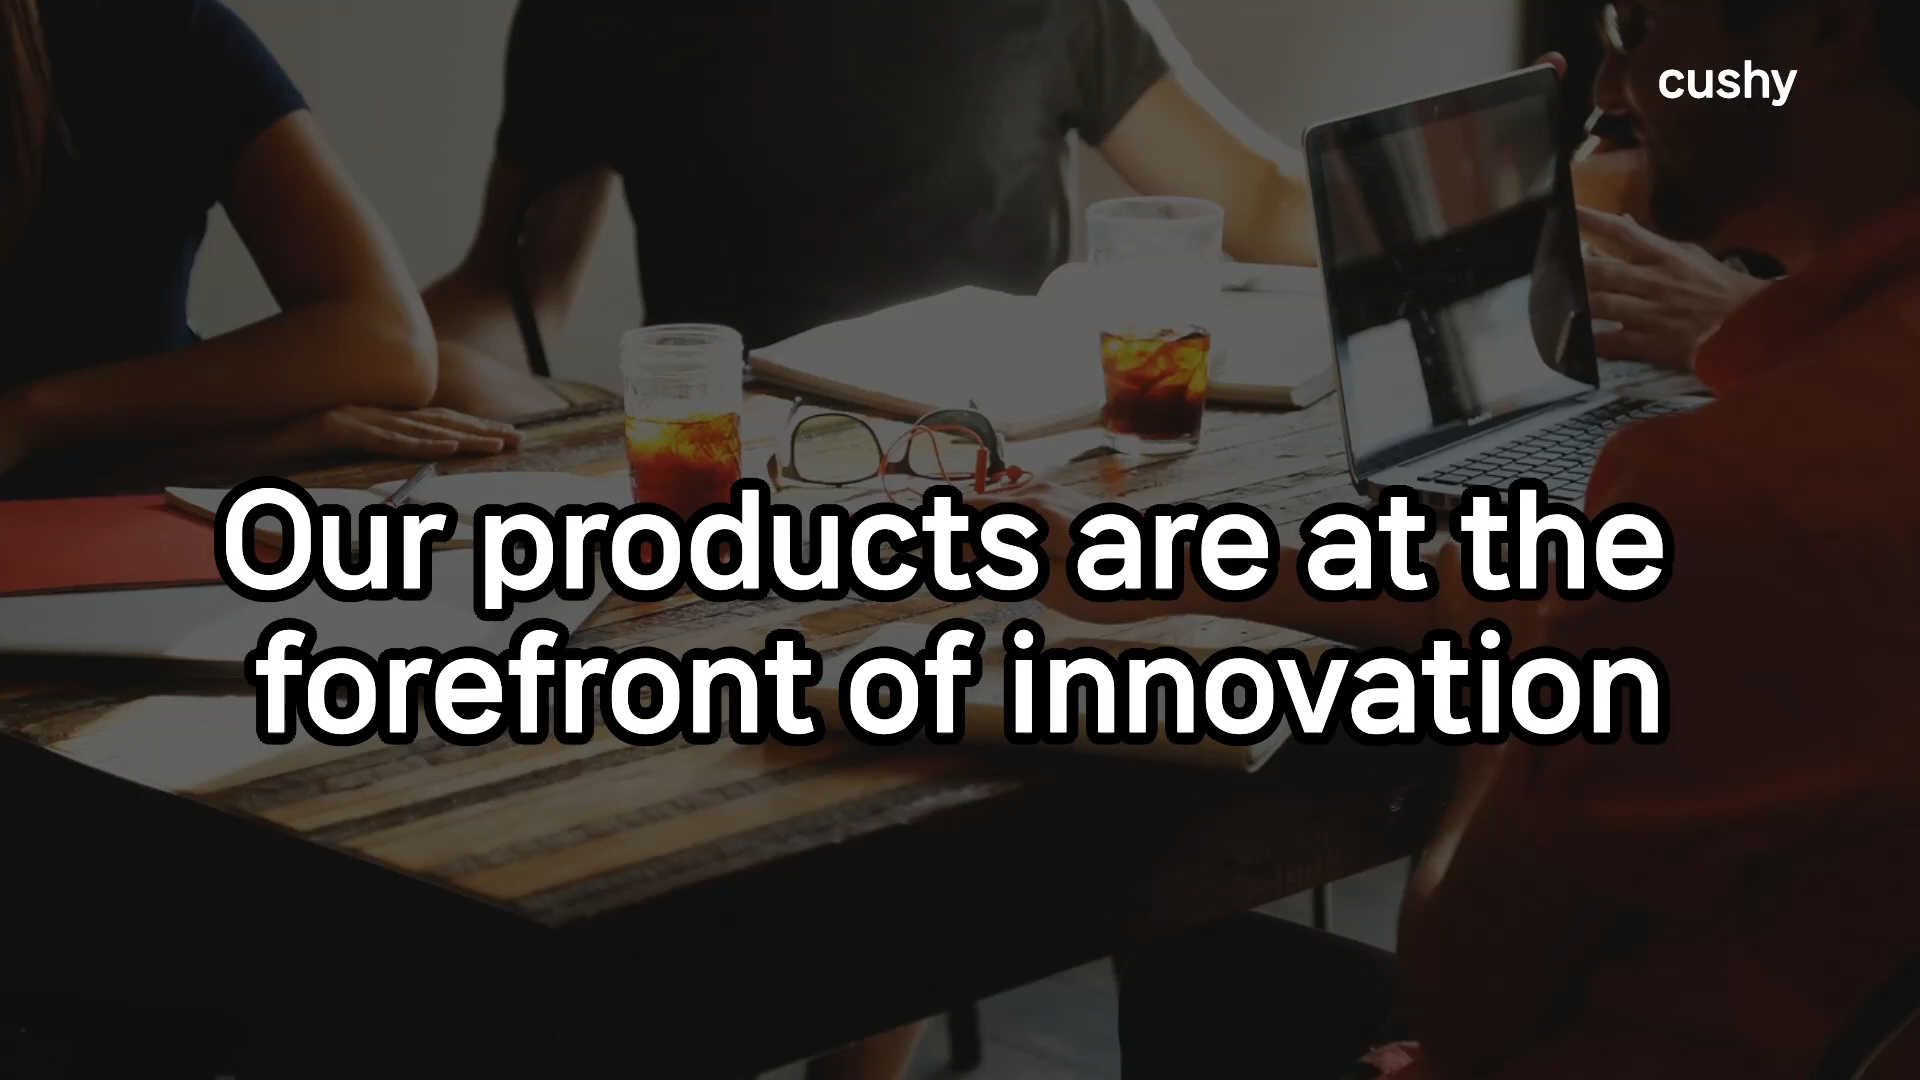 cushy
Our products are at the
forefront of innovation